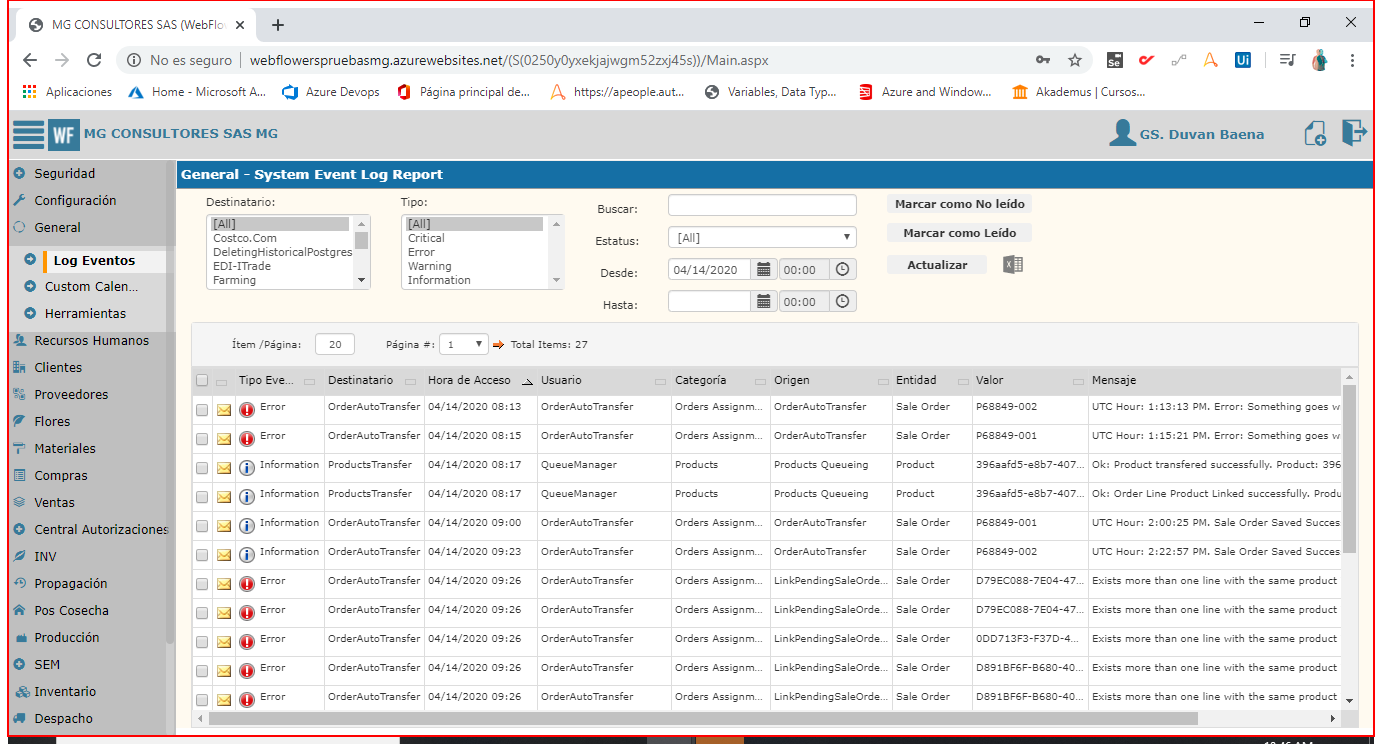 MG CONSULTORES SAS (WebFlo
No es seguro | webflowerspruebasmg.azurewebsites.net/(S(0250y0yxekjajwgm52zxj45s))/Main.aspx
Se
Ui
Aplicaciones Home - Microsoft A... Azure Devops Página principal de... https://apeople.aut... Variables, Data Typ... Azure and Window... Akademus | Cursos...
WF MG CONSULTORES SAS MG
GS. Duvan Baena
Seguridad
Configuración
General
Log Eventos
Custom Calen...
Herramientas
Recursos Humanos
Clientes
Proveedores
Flores
Materiales
Compras
Ventas
Central Autorizaciones
INV
Propagación
Pos Cosecha
Producción
SEM
Inventario
Despacho
General - System Event Log Report
Destinatario:
[All]
Costco.Com
DeletingHistoricalPostgres
EDI-ITrade
Farming
Tipo:
[All]
Critical
Error
Warning
Information
Buscar:
Estatus: [All]
Desde: 04/14/2020 00:00
Hasta: 00:00
Marcar como No leído
Marcar como Leído
Actualizar
Ítem /Página: 20 Página #: 1 Total Items: 27
Tipo Eve... Destinatario Hora de Acceso Usuario Categoría Origen Entidad Valor Mensaje
Error OrderAutoTransfer 04/14/2020 08:13 OrderAutoTransfer Orders Assignm... OrderAutoTransfer Sale Order P68849-002 UTC Hour: 1:13:13 PM. Error: Something goes w
Error OrderAutoTransfer 04/14/2020 08:15 OrderAutoTransfer Orders Assignm... OrderAutoTransfer Sale Order P68849-001 UTC Hour: 1:15:21 PM. Error: Something goes w
Information ProductsTransfer 04/14/2020 08:17 QueueManager Products Products Queueing Product 396aafd5-e8b7-407... Ok: Product transfered successfully. Product: 396
Information ProductsTransfer 04/14/2020 08:17 QueueManager Products Products Queueing Product 396aafd5-e8b7-407... Ok: Order Line Product Linked successfully. Produ
Information OrderAutoTransfer 04/14/2020 09:00 OrderAutoTransfer Orders Assignm... OrderAutoTransfer Sale Order P68849-001 UTC Hour: 2:00:25 PM. Sale Order Saved Succes
Information OrderAutoTransfer 04/14/2020 09:23 OrderAutoTransfer Orders Assignm... OrderAutoTransfer Sale Order P68849-002 UTC Hour: 2:22:57 PM. Sale Order Saved Succes
Error OrderAutoTransfer 04/14/2020 09:26 OrderAutoTransfer Orders Assignm... LinkPendingSaleOrde... Sale Order D79EC088-7E04-47... Exists more than one line with the same product
Error OrderAutoTransfer 04/14/2020 09:26 OrderAutoTransfer Orders Assignm... LinkPendingSaleOrde... Sale Order D79EC088-7E04-47... Exists more than one line with the same product
Error OrderAutoTransfer 04/14/2020 09:26 OrderAutoTransfer Orders Assignm... LinkPendingSaleOrde... Sale Order 0DD713F3-F37D-4... Exists more than one line with the same product
Error OrderAutoTransfer 04/14/2020 09:26 OrderAutoTransfer Orders Assignm... LinkPendingSaleOrde... Sale Order D891BF6F-B680-40... Exists more than one line with the same product
Error OrderAutoTransfer 04/14/2020 09:26 OrderAutoTransfer Orders Assignm... LinkPendingSaleOrde... Sale Order D891BF6F-B680-40... Exists more than one line with the same product